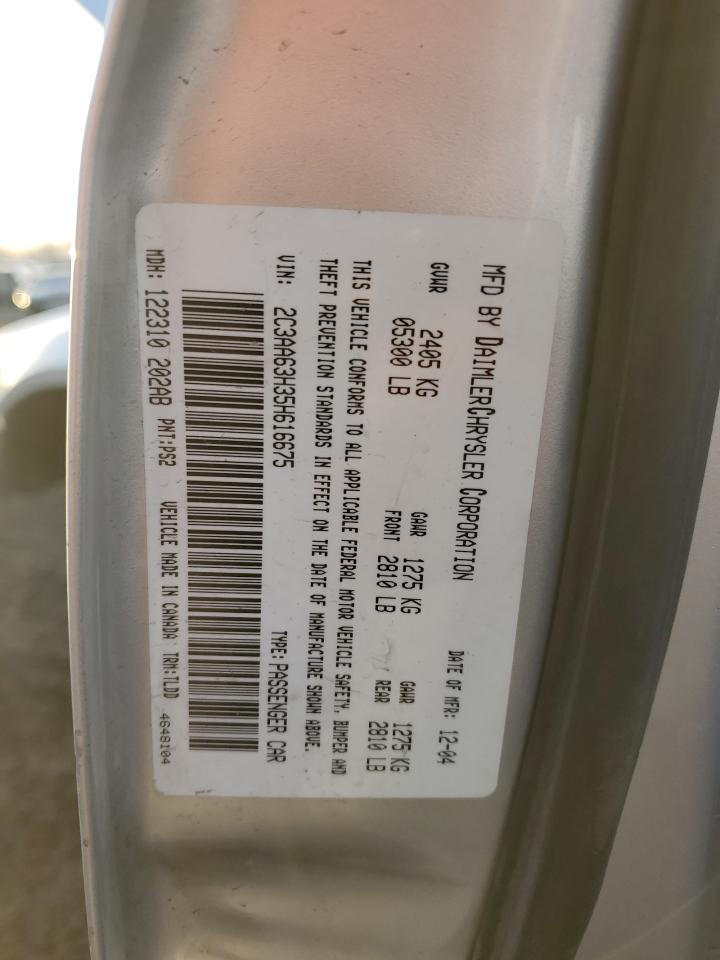 MFD BY DAIMLERCHRYSLER CORPORATION DATE OF MFR: 12-04
GVWR 2405 KG GAWR 1275 KG GAWR 1275 KG
05300 LB FRONT 2810 LB REAR 2810 LB
THIS VEHICLE CONFORMS TO ALL APPLICABLE FEDERAL MOTOR VEHICLE SAFETY, BUMPER AND
THEFT PREVENTION STANDARDS IN EFFECT ON THE DATE OF MANUFACTURE SHOWN ABOVE.
VIN: 2C3AA63H35H616675 TYPE: PASSENGER CAR
MDH: 122310 202AB PNT:PS2 VEHICLE MADE IN CANADA TRM:TLDD 4648104